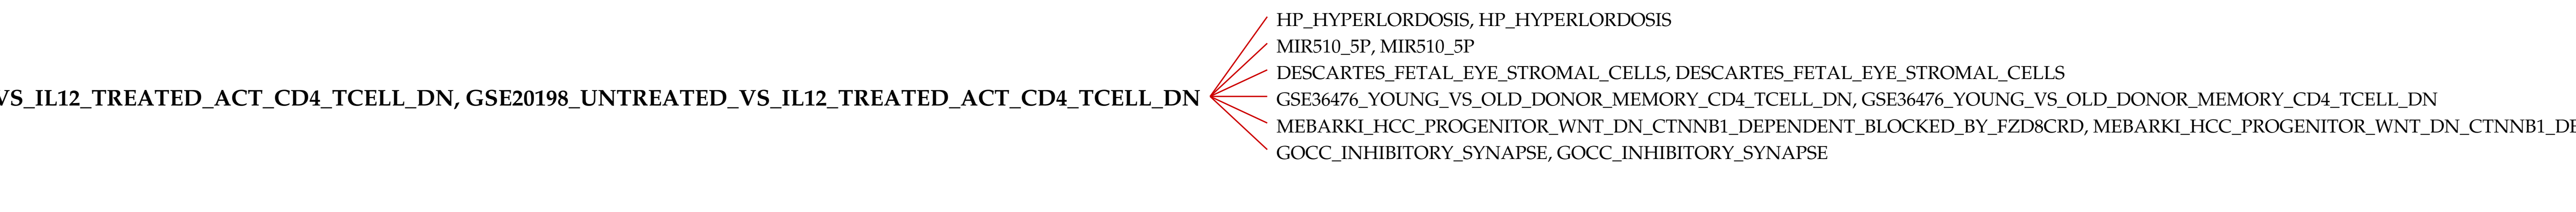 HP_HYPERLORDOSIS, HP_HYPERLORDOSIS
MIR510_5P, MIR510_5P
DESCARTES_FETAL_EYE_STROMAL_CELLS, DESCARTES_FETAL_EYE_STROMAL_CELLS
VS_IL12_TREATED_ACT_CD4_TCELL_DN, GSE20198_UNTREATED_VS_IL12_TREATED_ACT_CD4_TCELL_DN
GSE36476_YOUNG_VS_OLD_DONOR_MEMORY_CD4_TCELL_DN, GSE36476_YOUNG_VS_OLD_DONOR_MEMORY_CD4_TCELL_DN
MEBARKI_HCC_PROGENITOR_WNT_DN_CTNNB1_DEPENDENT_BLOCKED_BY_FZD8CRD, MEBARKI_HCC_PROGENITOR_WNT_DN_CTNNB1_DE
GOCC_INHIBITORY_SYNAPSE, GOCC_INHIBITORY_SYNAPSE